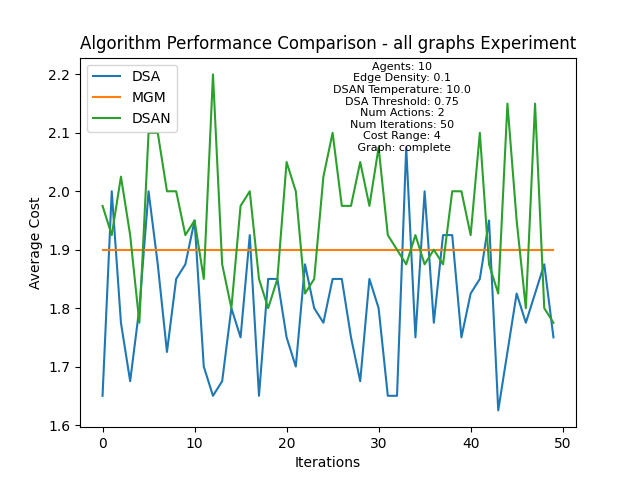 Algorithm Performance Comparison - all graphs Experiment
Agents: 10
Edge Density: 0.1
DSAN Temperature: 10.0
DSA Threshold: 0.75
Num Actions: 2
Num Iterations: 50
Cost Range: 4
Graph: complete
DSA
MGM
DSAN
Average Cost
2.2
2.1
2.0
1.9
1.8
1.7
1.6
0 10 20 30 40 50
Iterations